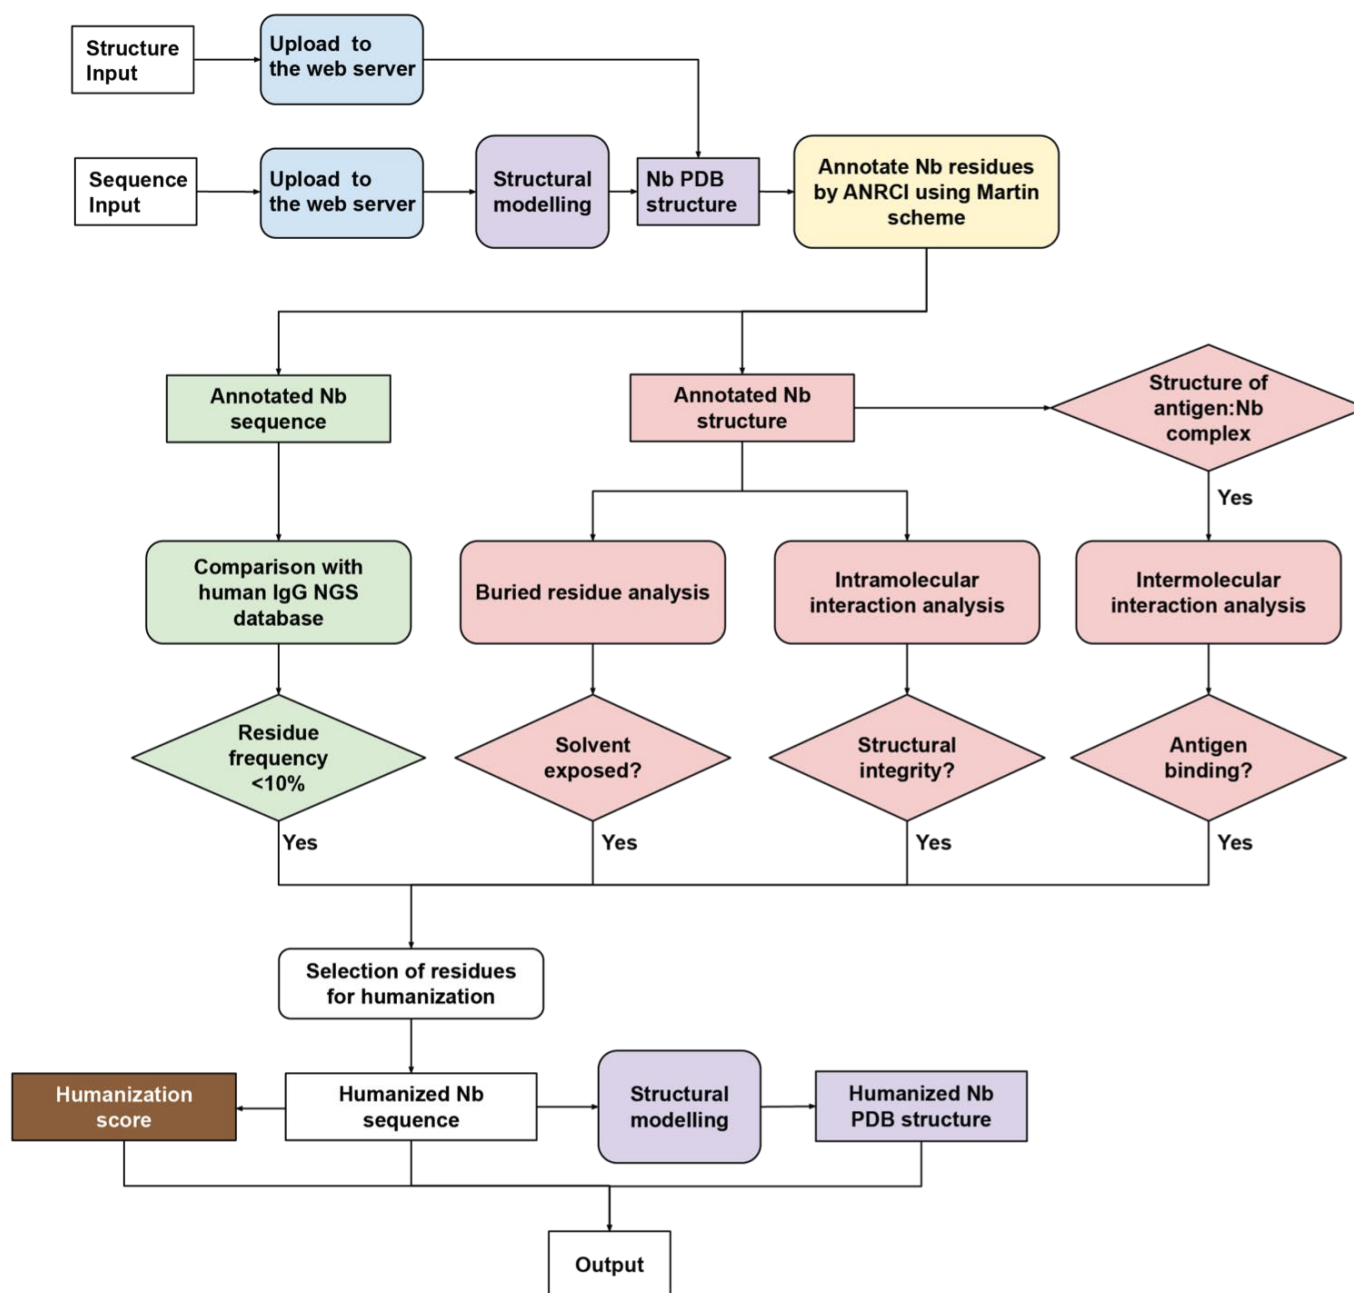 Structure
Input
Upload to
the web server
Sequence
Input
Upload to
the web server
Structural
modelling
Nb PDB
structure
Annotate Nb residues
by ANRCI using Martin
scheme
Annotated Nb
sequence
Annotated Nb
structure
Structure of
antigen:Nb
complex
Yes
Comparison with
human IgG NGS
database
Buried residue analysis
Intramolecular
interaction analysis
Intermolecular
interaction analysis
Residue
frequency
<10%
Solvent
exposed?
Structural
integrity?
Antigen
binding?
Yes
Yes
Yes
Yes
Selection of residues
for humanization
Humanization
score
Humanized Nb
sequence
Structural
modelling
Humanized Nb
PDB structure
Output